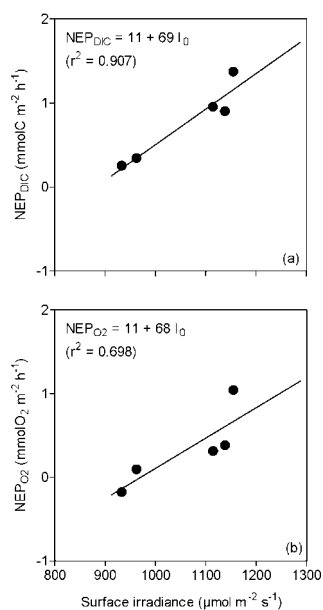 NEP_DIC = 11 + 69 I_0
(r² = 0.907)
2
1
0
-1
NEP_DIC (mmolC m⁻² h⁻¹)
(a)
NEP_O2 = 11 + 68 I_0
(r² = 0.698)
2
1
0
-1
NEP_O2 (mmolO₂ m⁻² h⁻¹)
(b)
800 900 1000 1100 1200 1300
Surface irradiance (μmol m⁻² s⁻¹)